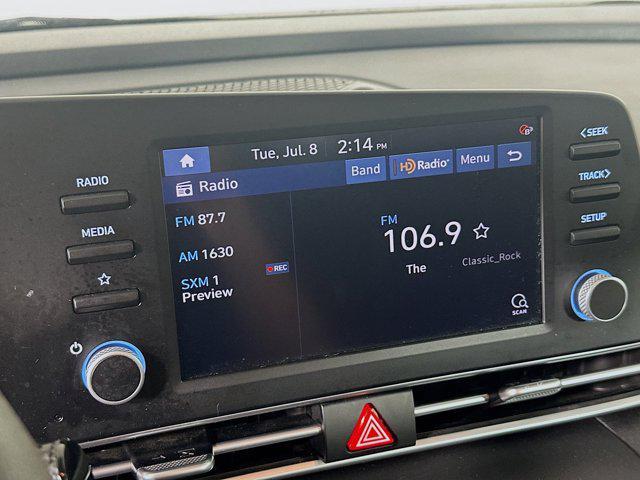 RADIO
MEDIA
Tue, Jul. 8 2:14 PM
Radio
Band
HD Radio
Menu
FM 87.7
AM 1630
SXM 1
REC
Preview
FM
106.9
The
Classic_Rock
SCAN
<SEEK
TRACK>
SETUP